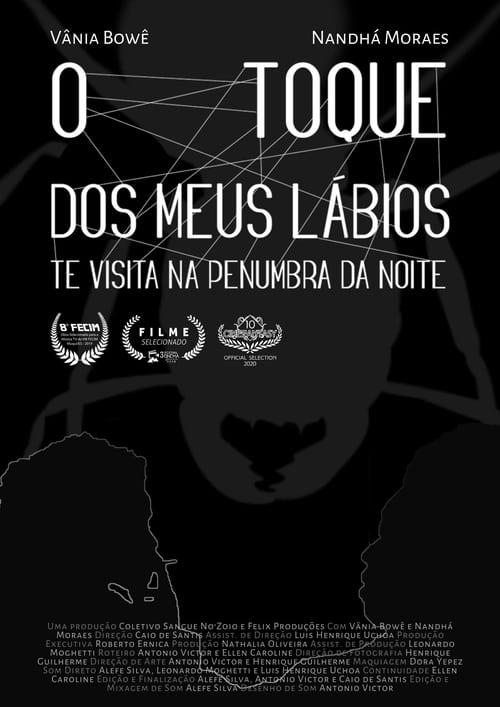 Vânia Bowê Nandhá Moraes
O TOQUE
DOS MEUS LÁBIOS
TE VISITA NA PENUMBRA DA NOITE
8º FECIM
FILME
SELECIONADO
10
CINEFANTASY
OFFICIAL SELECTION
2020
Uma produção Coletivo Sangue No'Zoio e Felix Produções Com Vânia Bowê e Nandhá
Moraes Direção Caio de Santis Assist. de Direção Luis Henrique Uchôa Produção
Executiva Roberto Ernica Produção Nathalia Oliveira Assist. de Produção Leonardo
Moghetti Roteiro Antonio Victor e Ellen Caroline Direção de Fotografia Henrique
Guilherme Direção de Arte Antonio Victor e Henrique Guilherme Maquiagem Dora Yepez
Som Direto Alefe Silva, Leonardo Moghetti e Luis Henrique Uchoa Continuidade Ellen
Caroline Edição e Finalização Alefe Silva, Antonio Victor e Caio de Santis Edição e
Mixagem de Som Alefe Silva Desenho de Som Antonio Victor